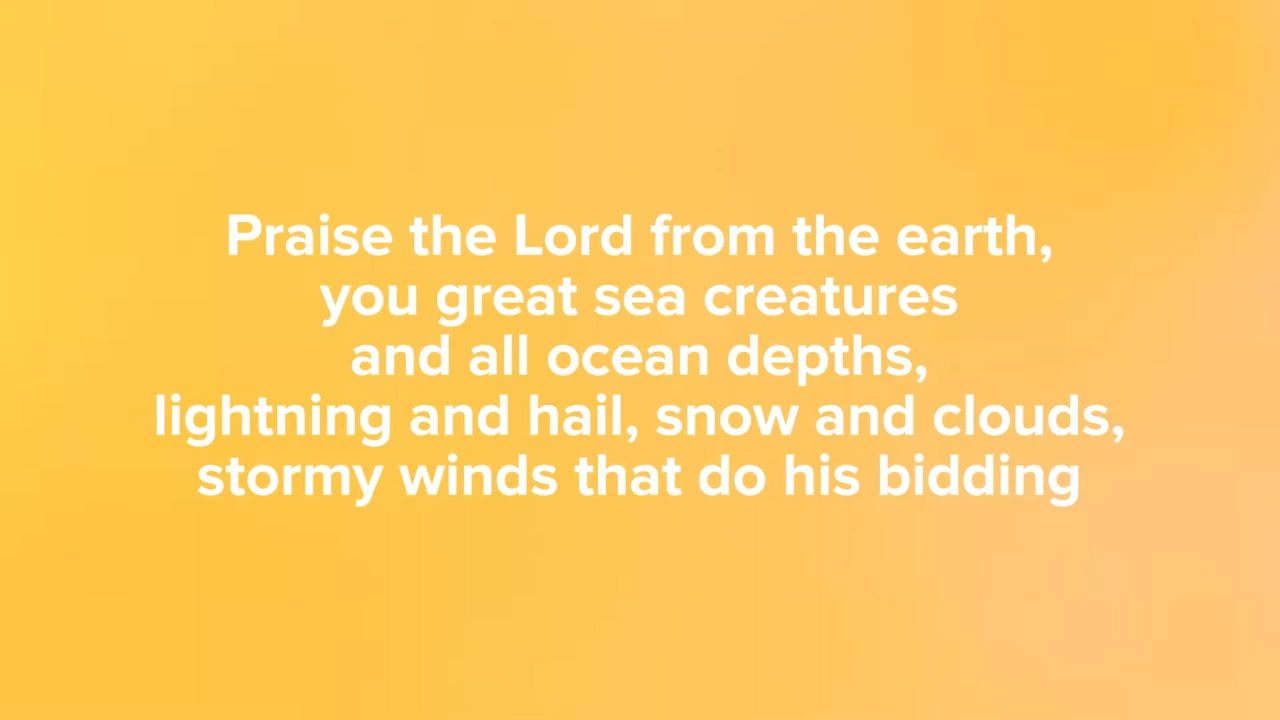 Praise the Lord from the earth,
you great sea creatures
and all ocean depths,
lightning and hail, snow and clouds,
stormy winds that do his bidding